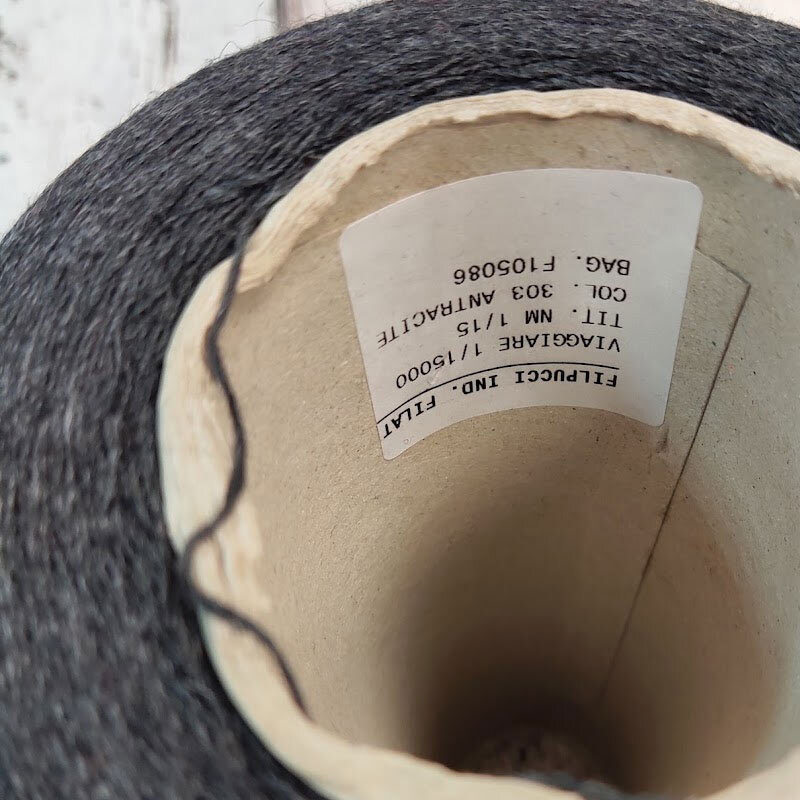 FILPUCCI IND. FILAT
VIAGGIARE 1/15000
TIT. NM 1/15
COL. 303 ANTRACITE
BAG. F105086